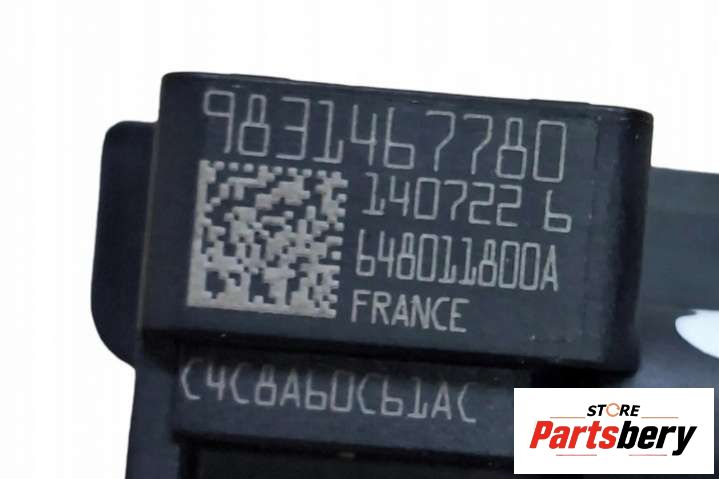 9831467780
140722 6
648011800A
FRANCE
C4C8A60C61AC
STORE
Partsbery